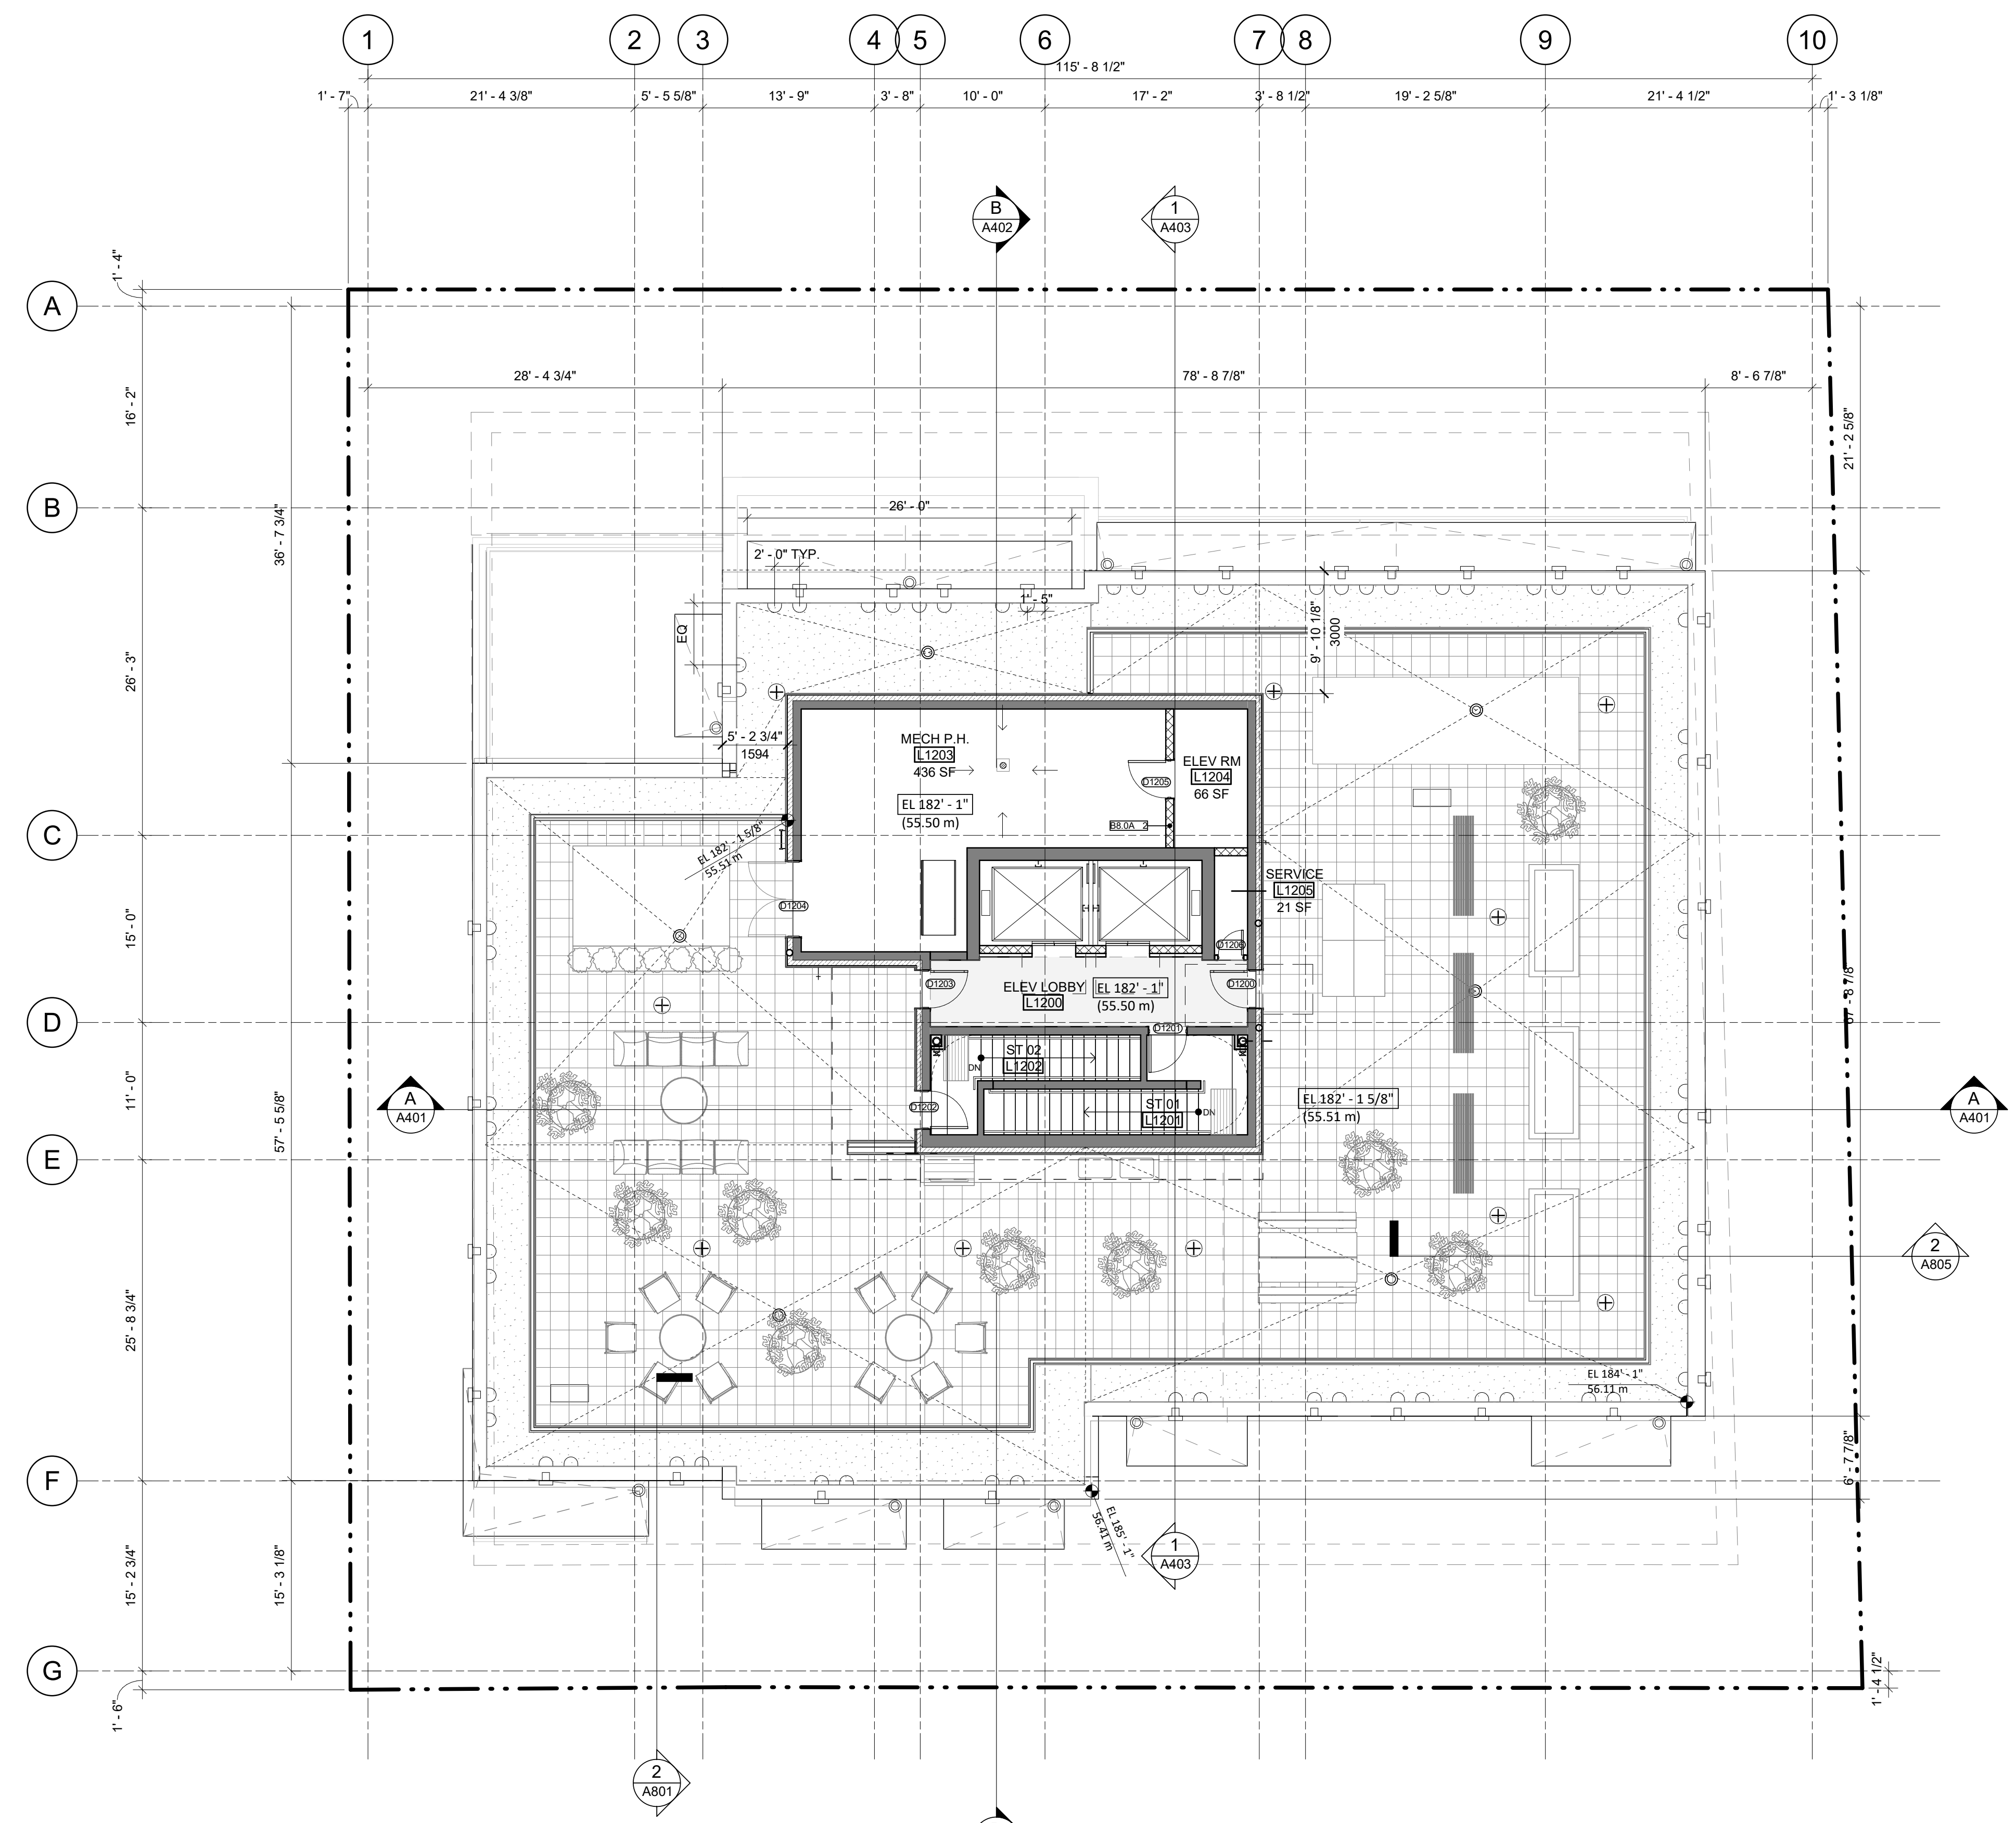 1
2
3
4
5
6
7
8
9
10
115' - 8 1/2"
1' - 7"
21' - 4 3/8"
5' - 5 5/8"
13' - 9"
3' - 8"
10' - 0"
17' - 2"
3' - 8 1/2"
19' - 2 5/8"
21' - 4 1/2"
1' - 3 1/8"
B
A402
1
A403
1' - 4"
A
28' - 4 3/4"
78' - 8 7/8"
8' - 6 7/8"
16' - 2"
21' - 2 5/8"
B
26' - 0"
36' - 7 3/4"
2' - 0" TYP.
1' - 5"
EQ
9' - 10 1/8"
3000
26' - 3"
5' - 2 3/4"
1594
MECH P.H.
L1203
436 SF
ELEV RM
L1204
66 SF
D1205
EL 182' - 1"
(55.50 m)
B8.0A 2
C
EL 182' - 1 5/8"
55.51 m
SERVICE
L1205
21 SF
D1204
15' - 0"
D1206
D1203
ELEV LOBBY
L1200
EL 182' - 1"
(55.50 m)
D1200
67' - 8 7/8"
D
D1201
ST 02
L1202
DN
11' - 0"
A
A401
D1202
ST 01
L1201
DN
EL 182' - 1 5/8"
(55.51 m)
A
A401
57' - 5 5/8"
E
2
A805
25' - 8 3/4"
EL 184' - 1"
56.11 m
6' - 7 7/8"
F
EL 185' - 1"
56.41 m
1
A403
15' - 2 3/4"
15' - 3 1/8"
G
1' - 4 1/2"
1' - 6"
2
A801